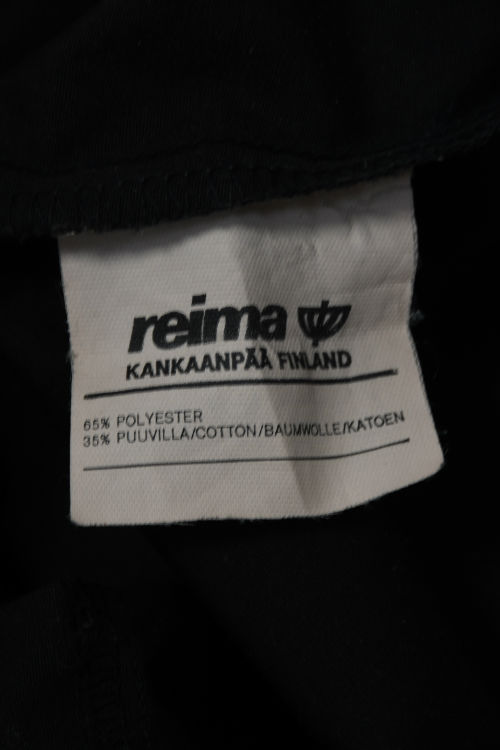 reima
KANKAANPÄÄ FINLAND
65% POLYESTER
35% PUUVILLA/COTTON/BAUMWOLLE/KATOEN